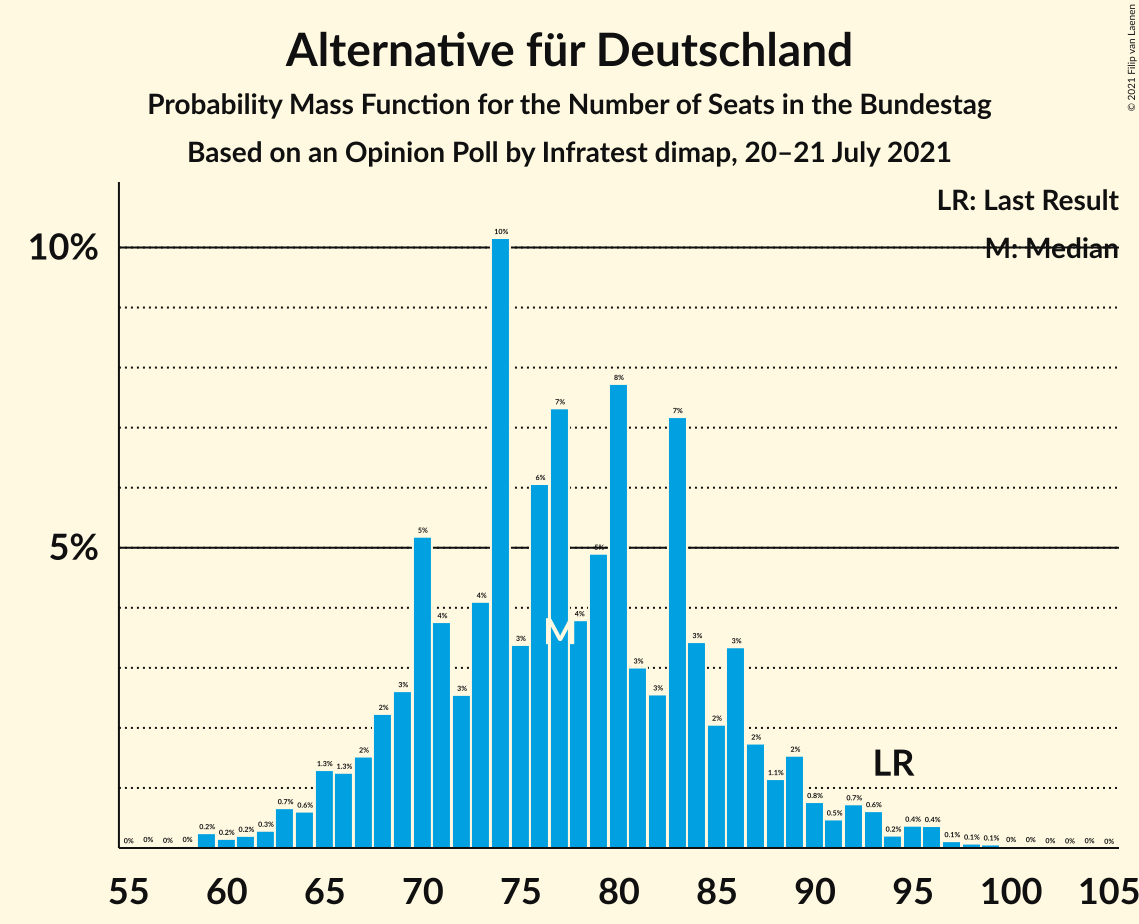 Alternative für Deutschland
Probability Mass Function for the Number of Seats in the Bundestag
Based on an Opinion Poll by Infratest dimap, 20–21 July 2021
© 2021 Filip van Laenen
LR: Last Result
M: Median
10%
5%
0% 0% 0% 0% 0.2% 0.2% 0.2% 0.3% 0.7% 0.6% 1.3% 1.3% 2% 2% 3% 5% 4% 3% 4% 10% 3% 6% 7% 4% 5% 8% 3% 3% 7% 3% 2% 3% 2% 1.1% 2% 0.8% 0.5% 0.7% 0.6% 0.2% 0.4% 0.4% 0.1% 0.1% 0.1% 0% 0% 0% 0% 0% 0%
M
LR
55 60 65 70 75 80 85 90 95 100 105